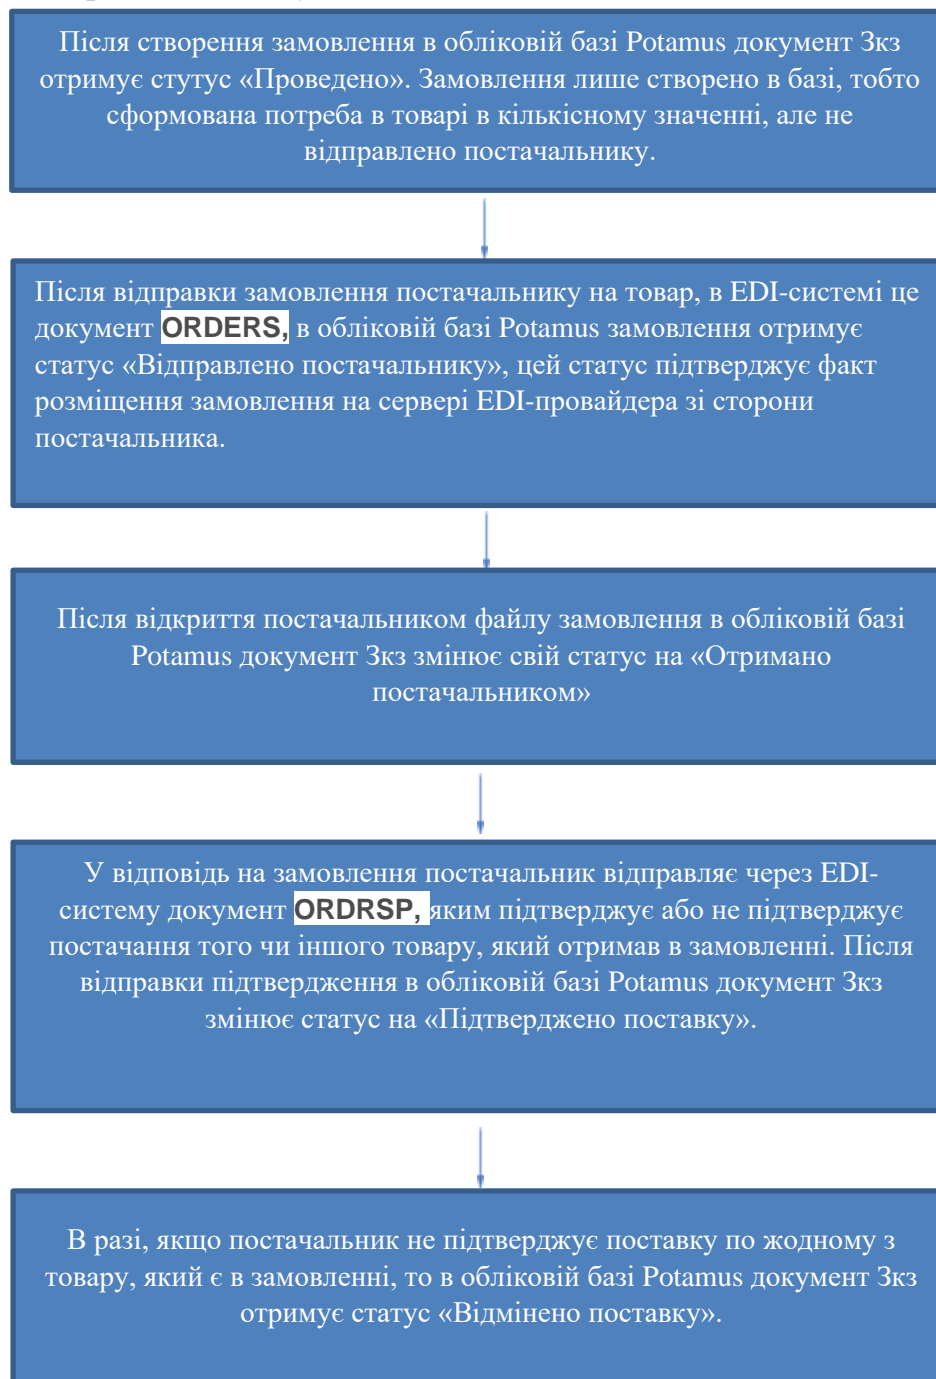 Після створення замовлення в обліковій базі Potamus документ Зкз
отримує стутус «Проведено». Замовлення лише створено в базі, тобто
сформована потреба в товарі в кількісному значенні, але не
відправлено постачальнику.
Після відправки замовлення постачальнику на товар, в EDI-системі це
документ ORDERS, в обліковій базі Potamus замовлення отримує
статус «Відправлено постачальнику», цей статус підтверджує факт
розміщення замовлення на сервері EDI-провайдера зі сторони
постачальника.
Після відкриття постачальником файлу замовлення в обліковій базі
Potamus документ Зкз змінює свій статус на «Отримано
постачальником»
У відповідь на замовлення постачальник відправляє через EDI-
систему документ ORDRSP, яким підтверджує або не підтверджує
постачання того чи іншого товару, який отримав в замовленні. Після
відправки підтвердження в обліковій базі Potamus документ Зкз
змінює статус на «Підтверджено поставку».
В разі, якщо постачальник не підтверджує поставку по жодному з
товару, який є в замовленні, то в обліковій базі Potamus документ Зкз
отримує статус «Відмінено поставку».